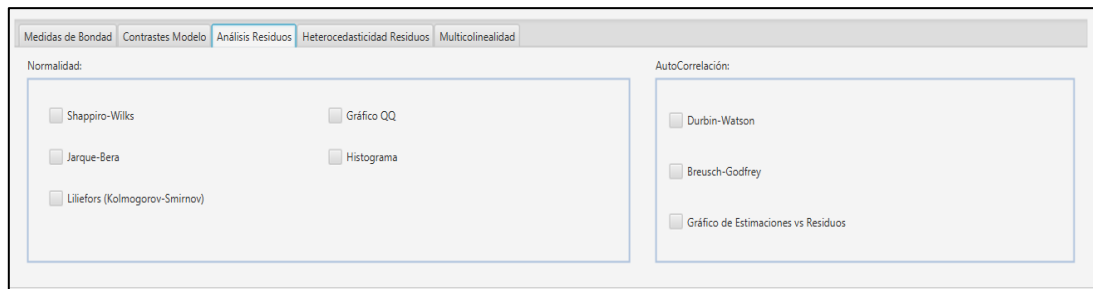 Medidas de Bondad Contrastes Modelo Análisis Residuos Heterocedasticidad Residuos Multicolinealidad
Normalidad:
Shappiro-Wilks
Gráfico QQ
Jarque-Bera
Histograma
Liliefors (Kolmogorov-Smirnov)
AutoCorrelación:
Durbin-Watson
Breusch-Godfrey
Gráfico de Estimaciones vs Residuos